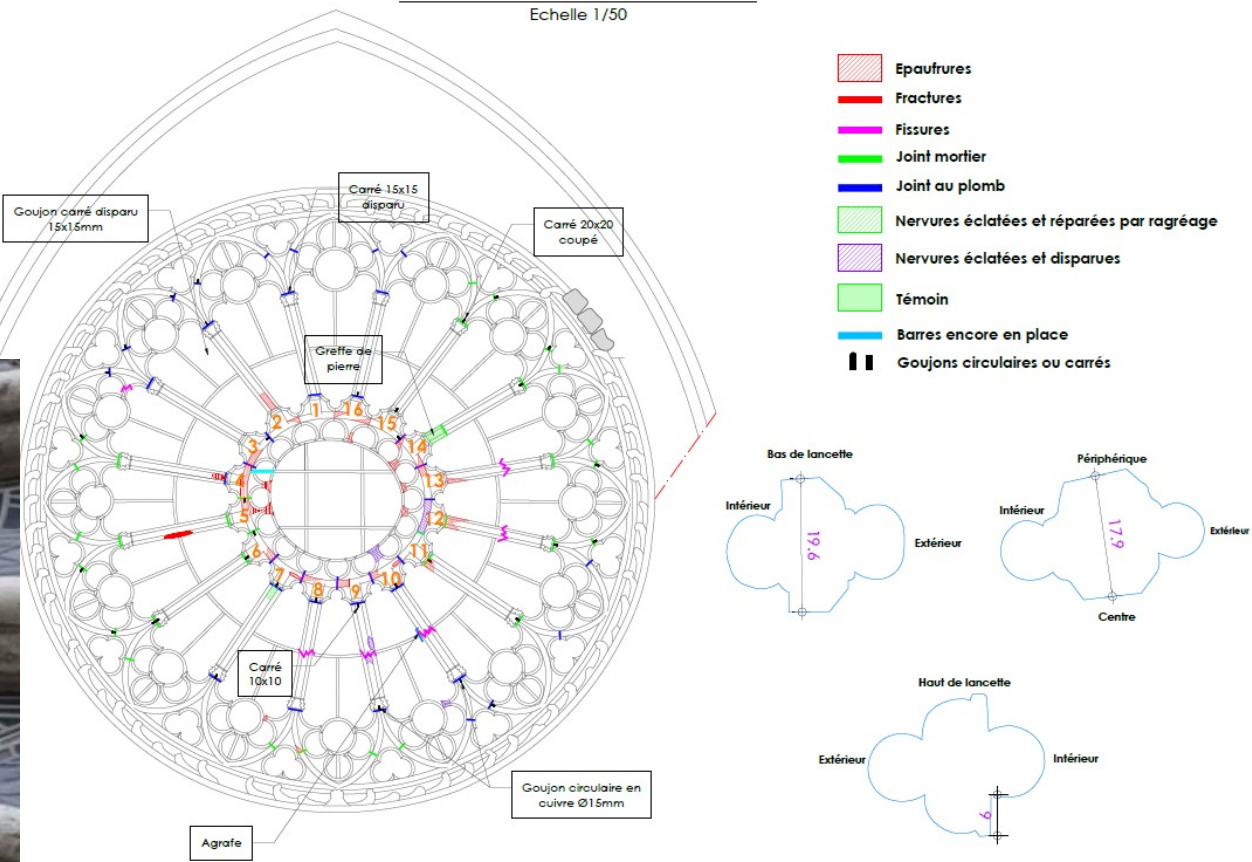 Echelle 1/50
Epaufrures
Fractures
Fissures
Joint mortier
Joint au plomb
Nervures éclatées et réparées par ragréage
Nervures éclatées et disparues
Témoin
Barres encore en place
Goujons circulaires ou carrés
Goujon carré disparu
15x15mm
Carré 15x15
disparu
Carré 20x20
coupé
Greffe de
pierre
1
16
2
15
3
14
4
13
5
12
6
11
7
10
8
9
Carré
10x10
Agrafe
Goujon circulaire en
cuivre Ø15mm
Bas de lancette
Intérieur
19.6
Extérieur
Périphérique
Intérieur
17.9
Extérieur
Centre
Haut de lancette
Extérieur
Intérieur
9